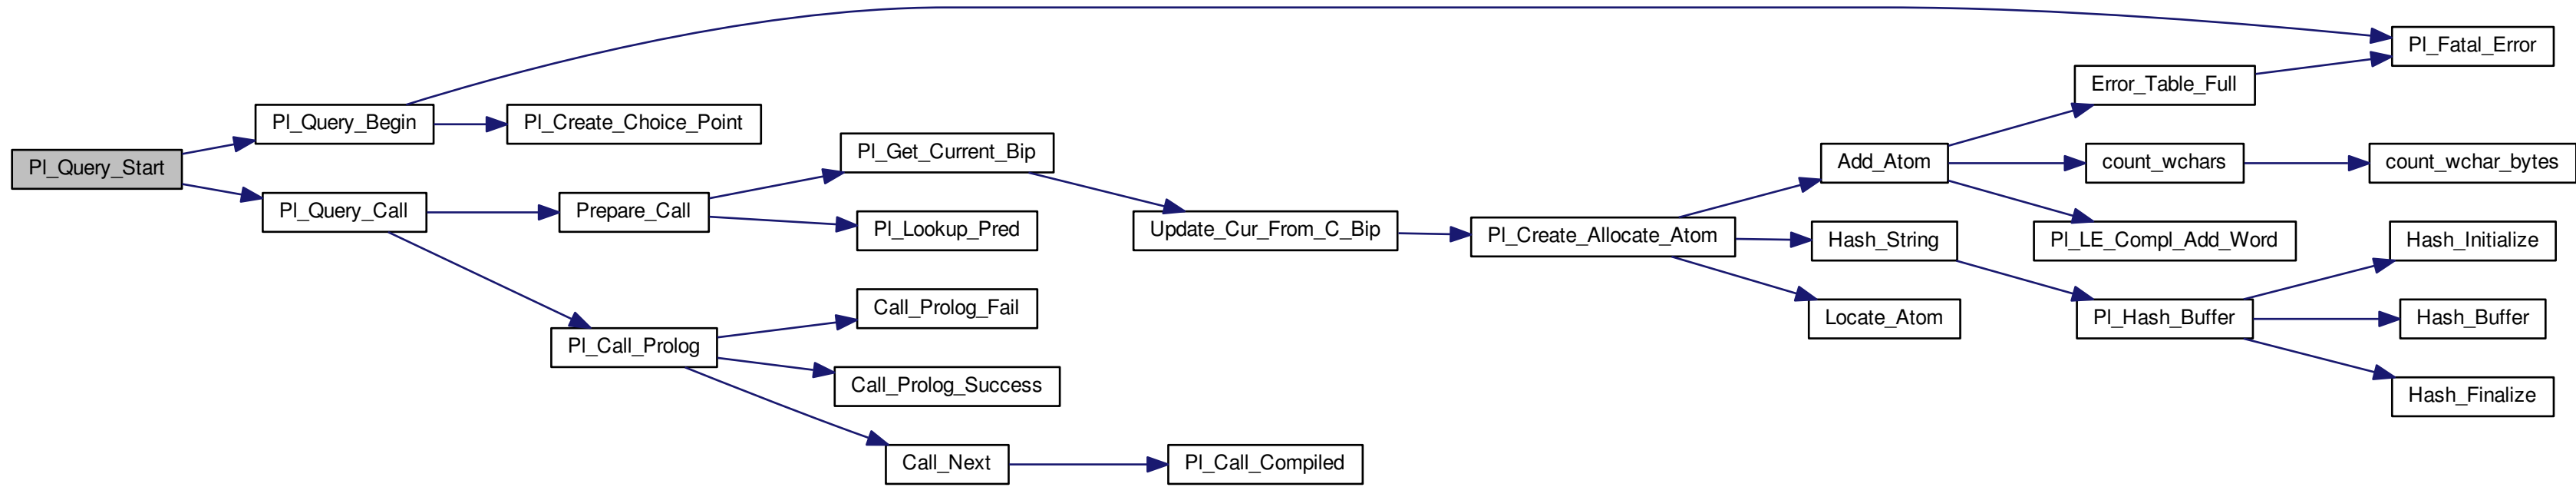 Pl_Query_Start
Pl_Query_Begin
Pl_Query_Call
Pl_Create_Choice_Point
Prepare_Call
Pl_Call_Prolog
Pl_Get_Current_Bip
Pl_Lookup_Pred
Call_Prolog_Fail
Call_Prolog_Success
Call_Next
Update_Cur_From_C_Bip
Pl_Call_Compiled
Pl_Create_Allocate_Atom
Add_Atom
Hash_String
Locate_Atom
Error_Table_Full
count_wchars
Pl_LE_Compl_Add_Word
Pl_Hash_Buffer
Pl_Fatal_Error
count_wchar_bytes
Hash_Initialize
Hash_Buffer
Hash_Finalize